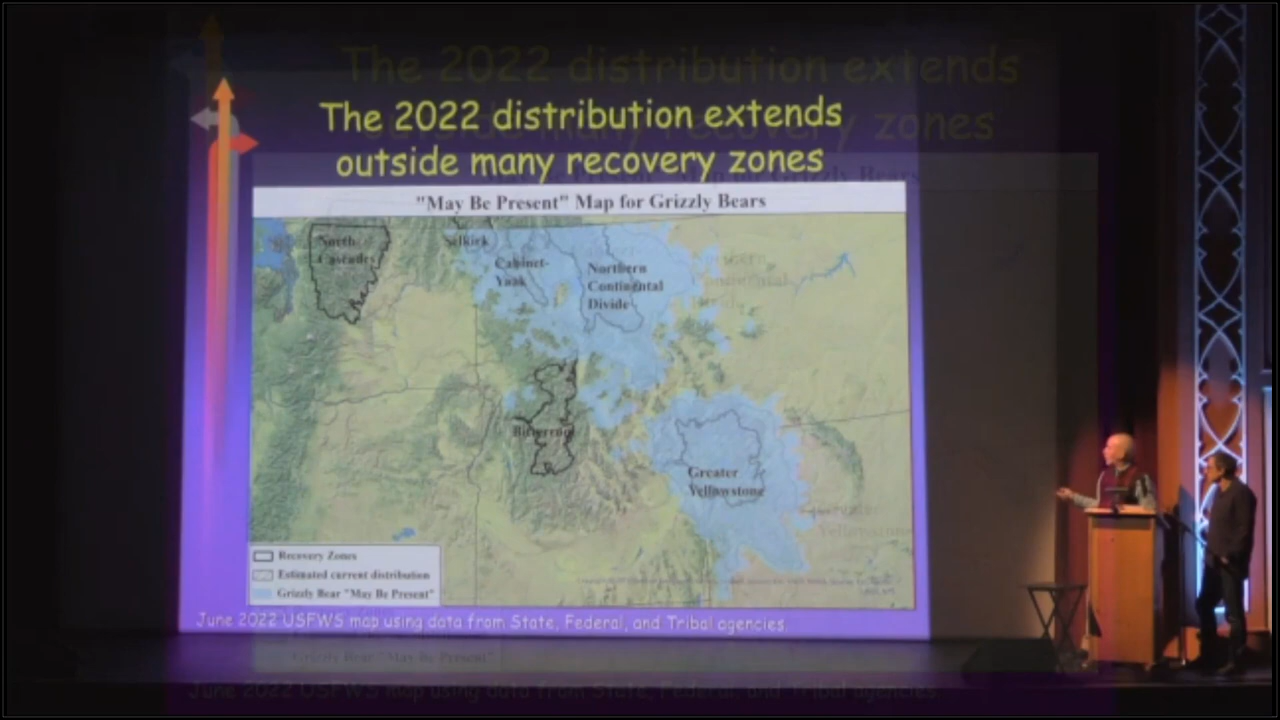 The 2022 distribution extends
outside many recovery zones
"May Be Present" Map for Grizzly Bears
North
Cascades
Selkirk
Cabinet-
Yaak
Northern
Continental
Divide
Bitterroot
Greater
Yellowstone
Recovery Zones
Estimated current distribution
Grizzly Bear "May Be Present"
June 2022 USFWS map using data from State, Federal, and Tribal agencies.